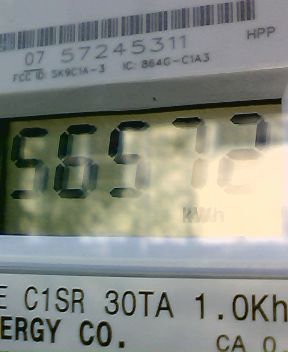 HPP
07 57245311
FCC ID: SK9C1A-3 IC: 864G-C1A3
56572
kWh
E C1SR 30TA 1.0Kh
ERGY CO.
CA 0.